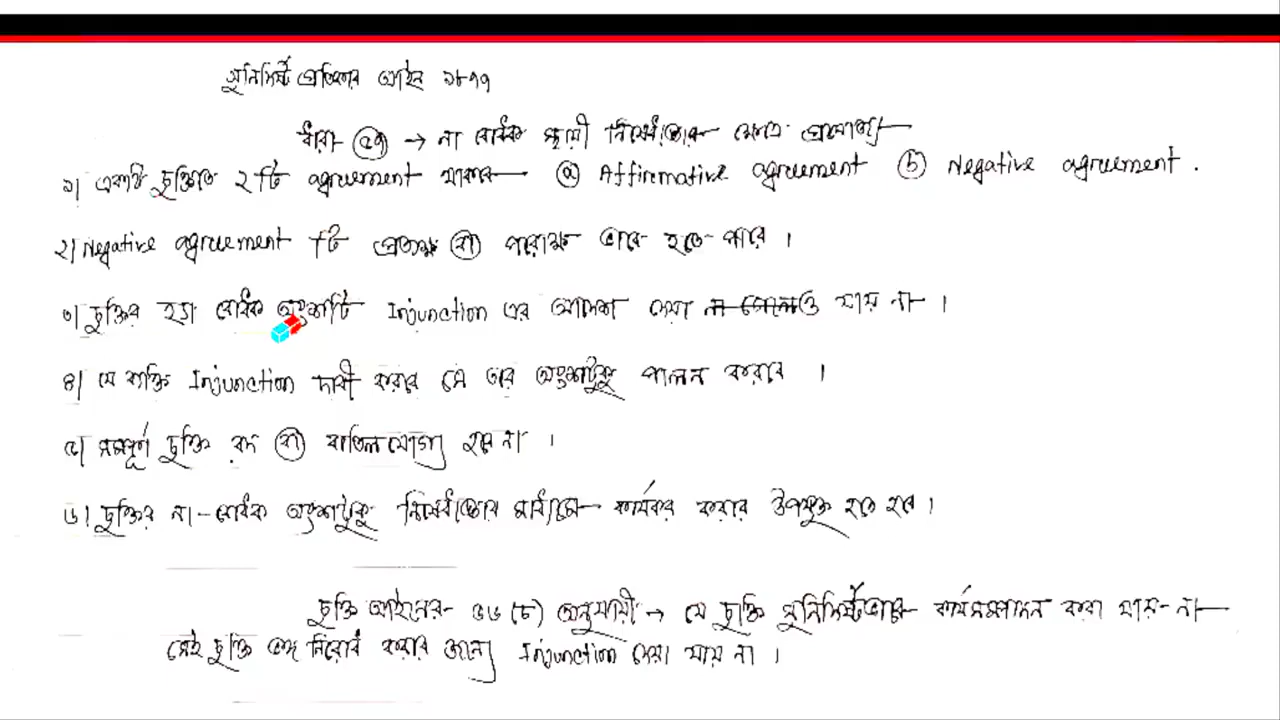 সুনির্দিষ্ট প্রতিকার আইন ১৮৭৭
ধারা ৫৭ → না বোধক স্থায়ী নিষেধাজ্ঞার ক্ষেত্রে প্রযোজ্য
১) একটি চুক্তিতে ২টি agreement থাকবে (a) Affirmative agreement (b) Negative agreement.
২) Negative agreement টি প্রত্যক্ষ বা পরোক্ষ ভাবে হতে পারে ।
৩) চুক্তির হ্যা বোধক অংশটি Injunction এর আদেশ দেয়া যায় না ।
৪) যে ব্যক্তি Injunction দাবী করবে সে তার অংশটুকু পালন করবে ।
৫) সম্পূর্ণ চুক্তি রদ বা বাতিলযোগ্য হবে না ।
৬) চুক্তির না-বোধক অংশটুকু নিষেধাজ্ঞার মাধ্যমে কার্যকর করার উপযুক্ত হতে হবে ।
চুক্তি আইনের ৫৬ (চ) অনুযায়ী → যে চুক্তি সুনির্দিষ্টভাবে কার্যসম্পাদন করা যায় না
সেই চুক্তি ভঙ্গ নিরোধ করার জন্যে Injunction দেয়া যায় না ।